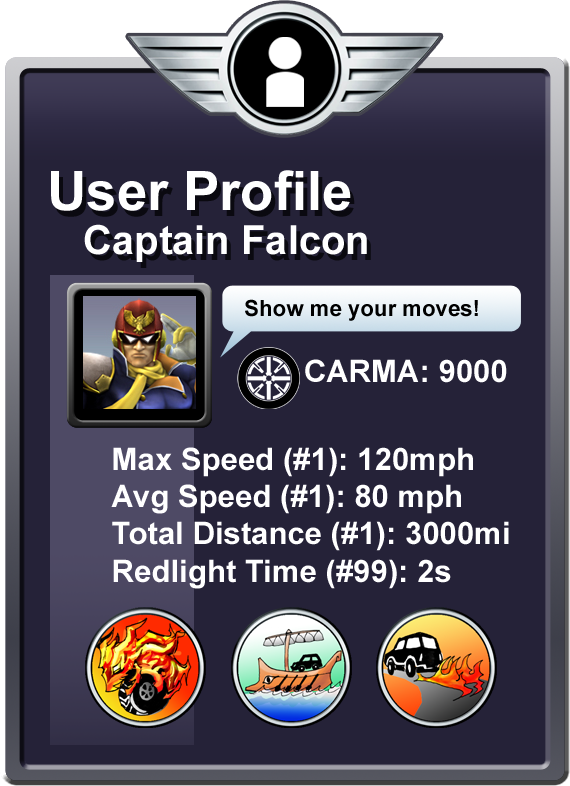 User Profile
Captain Falcon
Show me your moves!
CARMA: 9000
Max Speed (#1): 120mph
Avg Speed (#1): 80 mph
Total Distance (#1): 3000mi
Redlight Time (#99): 2s